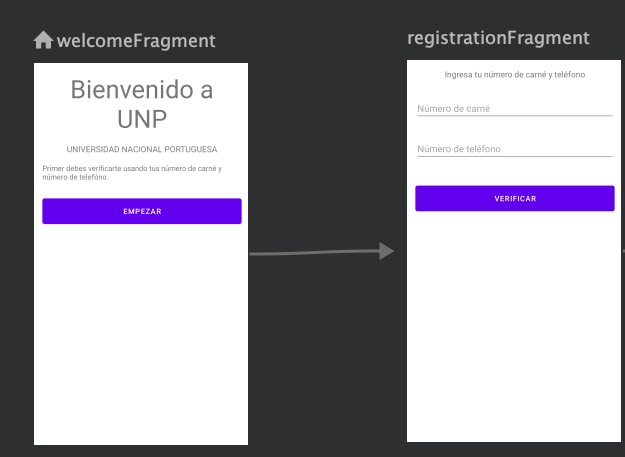 welcomeFragment
Bienvenido a
UNP
UNIVERSIDAD NACIONAL PORTUGUESA
Primer debes verificarte usando tus número de carné y
número de telefóno.
EMPEZAR
registrationFragment
Ingresa tu número de carné y teléfono
Número de carné
Número de teléfono
VERIFICAR